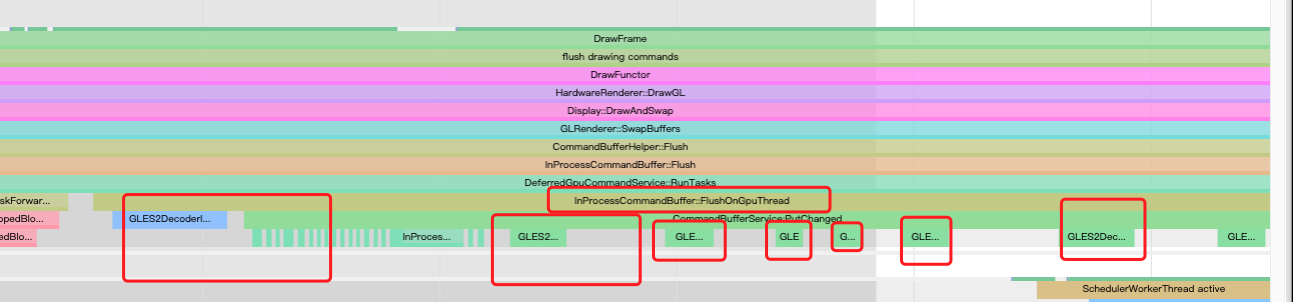 DrawFrame
flush drawing commands
DrawFunctor
HardwareRenderer::DrawGL
Display::DrawAndSwap
GLRenderer::SwapBuffers
CommandBufferHelper::Flush
InProcessCommandBuffer::Flush
DeferredGpuCommandService::RunTasks
skForwar... InProcessCommandBuffer::FlushOnGpuThread
opedBlo... GLES2DecoderI... CommandBufferService:PutChanged
edBlo... InProces... GLES2... GLE... GLE G... GLE... GLES2Dec... GLE...
SchedulerWorkerThread active